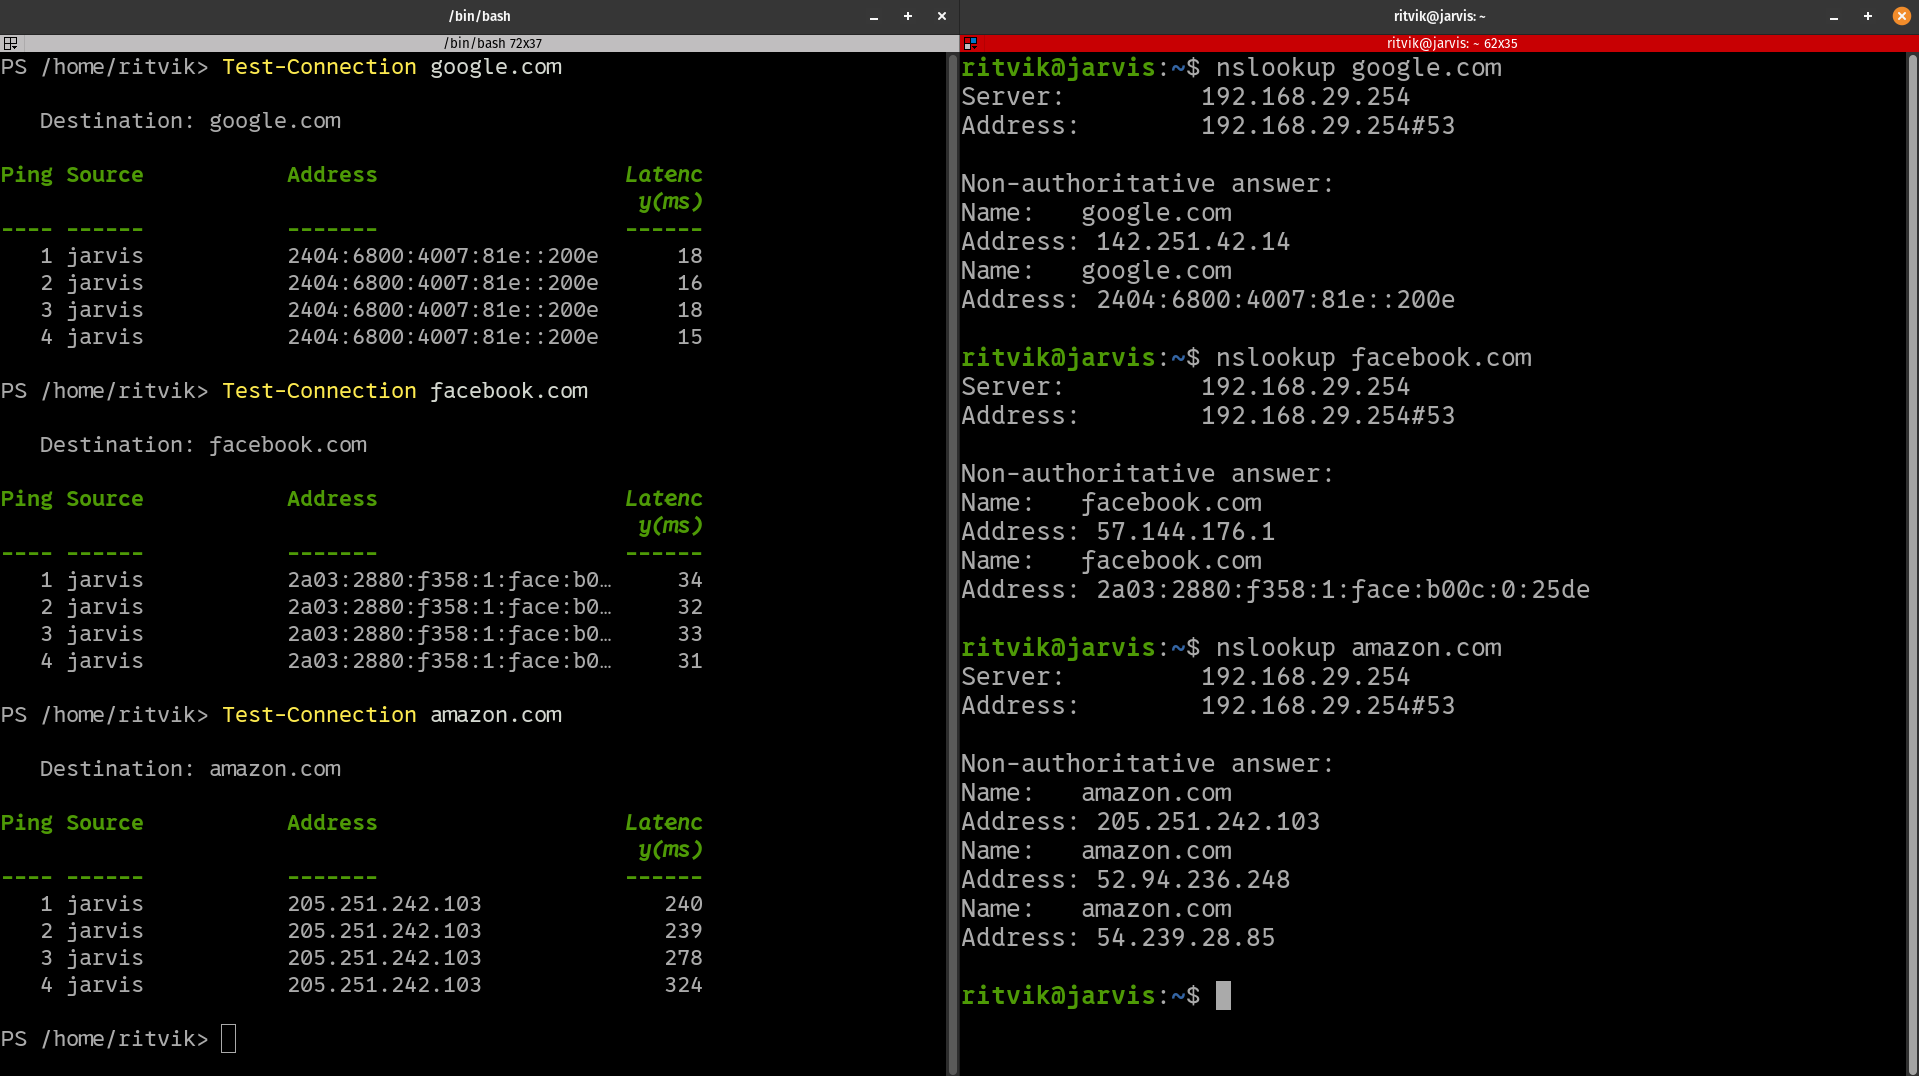 /bin/bash
/bin/bash 72x37
PS /home/ritvik> Test-Connection google.com
Destination: google.com
Ping Source Address Latenc
y(ms)
---- ------ ------- ------
1 jarvis 2404:6800:4007:81e::200e 18
2 jarvis 2404:6800:4007:81e::200e 16
3 jarvis 2404:6800:4007:81e::200e 18
4 jarvis 2404:6800:4007:81e::200e 15
PS /home/ritvik> Test-Connection facebook.com
Destination: facebook.com
Ping Source Address Latenc
y(ms)
---- ------ ------- ------
1 jarvis 2a03:2880:f358:1:face:b0… 34
2 jarvis 2a03:2880:f358:1:face:b0… 32
3 jarvis 2a03:2880:f358:1:face:b0… 33
4 jarvis 2a03:2880:f358:1:face:b0… 31
PS /home/ritvik> Test-Connection amazon.com
Destination: amazon.com
Ping Source Address Latenc
y(ms)
---- ------ ------- ------
1 jarvis 205.251.242.103 240
2 jarvis 205.251.242.103 239
3 jarvis 205.251.242.103 278
4 jarvis 205.251.242.103 324
PS /home/ritvik>
ritvik@jarvis: ~
ritvik@jarvis: ~ 62x35
ritvik@jarvis:~$ nslookup google.com
Server: 192.168.29.254
Address: 192.168.29.254#53
Non-authoritative answer:
Name: google.com
Address: 142.251.42.14
Name: google.com
Address: 2404:6800:4007:81e::200e
ritvik@jarvis:~$ nslookup facebook.com
Server: 192.168.29.254
Address: 192.168.29.254#53
Non-authoritative answer:
Name: facebook.com
Address: 57.144.176.1
Name: facebook.com
Address: 2a03:2880:f358:1:face:b00c:0:25de
ritvik@jarvis:~$ nslookup amazon.com
Server: 192.168.29.254
Address: 192.168.29.254#53
Non-authoritative answer:
Name: amazon.com
Address: 205.251.242.103
Name: amazon.com
Address: 52.94.236.248
Name: amazon.com
Address: 54.239.28.85
ritvik@jarvis:~$